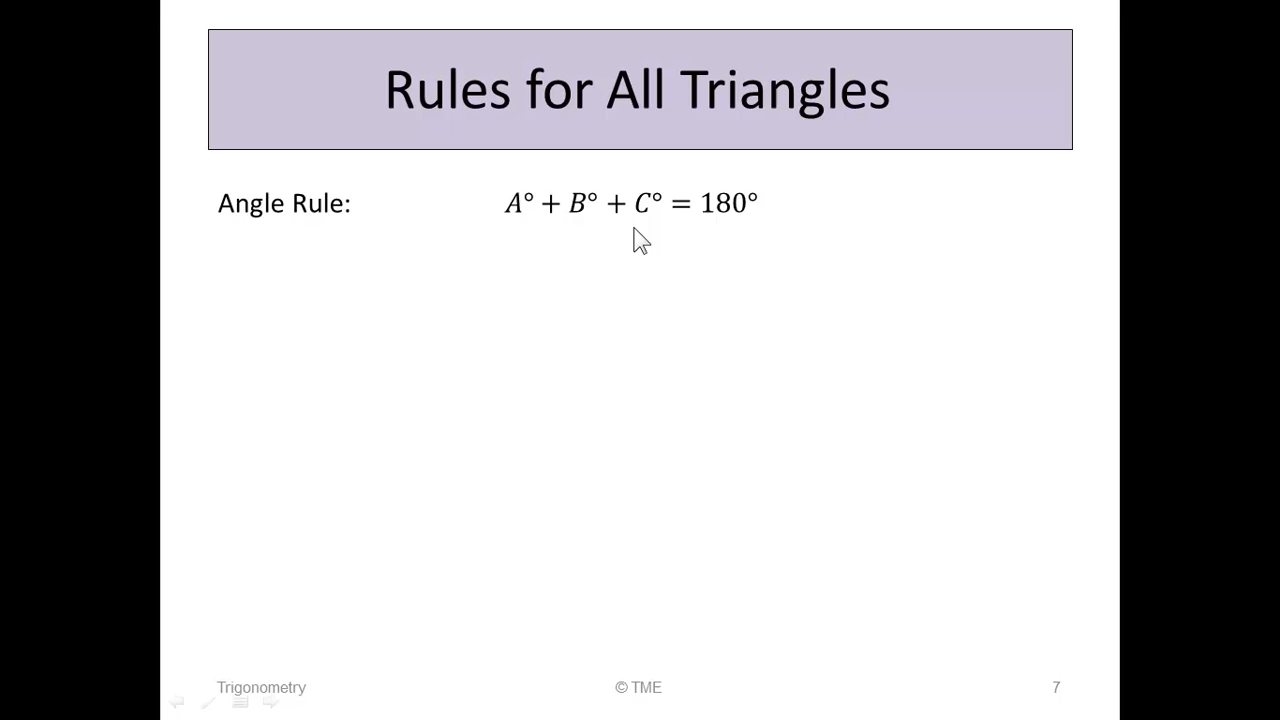 Rules for All Triangles
Angle Rule: A° + B° + C° = 180°
Trigonometry © TME 7